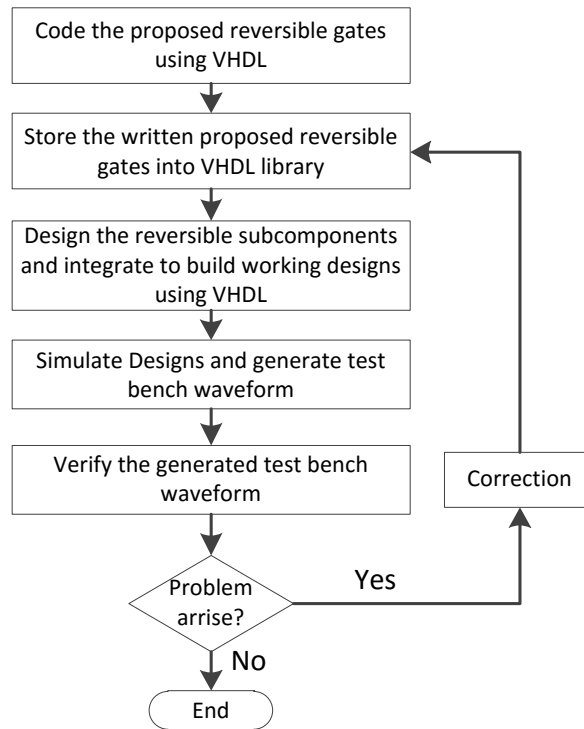 Code the proposed reversible gates
using VHDL
Store the written proposed reversible
gates into VHDL library
Design the reversible subcomponents
and integrate to build working designs
using VHDL
Simulate Designs and generate test
bench waveform
Verify the generated test bench
waveform
Correction
Problem
arrise?
Yes
No
End